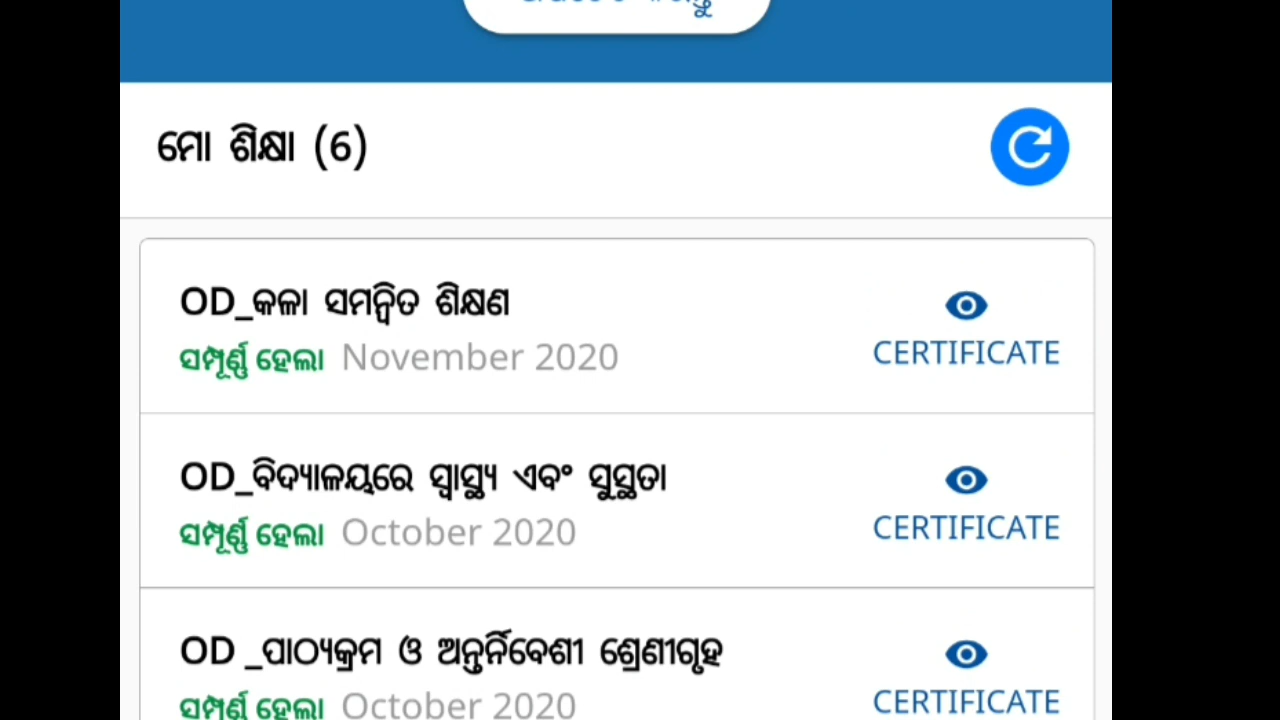 ମୋ ଶିକ୍ଷା (6)
OD_କଳା ସମନ୍ୱିତ ଶିକ୍ଷଣ
ସମ୍ପୂର୍ଣ୍ଣ ହେଲା November 2020
CERTIFICATE
OD_ବିଦ୍ୟାଳୟରେ ସ୍ୱାସ୍ଥ୍ୟ ଏବଂ ସୁସ୍ଥତା
ସମ୍ପୂର୍ଣ୍ଣ ହେଲା October 2020
CERTIFICATE
OD _ପାଠ୍ୟକ୍ରମ ଓ ଅନ୍ତର୍ନିବେଶୀ ଶ୍ରେଣୀଗୃହ
ସମ୍ପୂର୍ଣ୍ଣ ହେଲା October 2020
CERTIFICATE